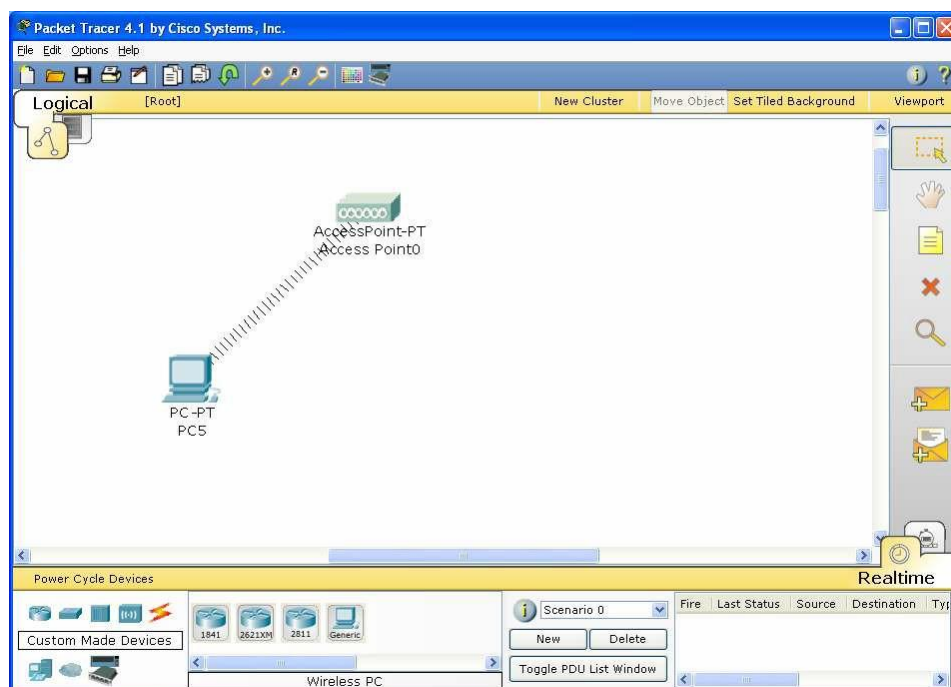 Packet Tracer 4.1 by Cisco Systems, Inc.
File Edit Options Help
Logical [Root] New Cluster Move Object Set Tiled Background Viewport
AccessPoint-PT
Access Point0
PC-PT
PC5
Power Cycle Devices Realtime
1841 2621XM 2811 Generic
Scenario 0
Fire Last Status Source Destination
Custom Made Devices
New Delete
Toggle PDU List Window
Wireless PC